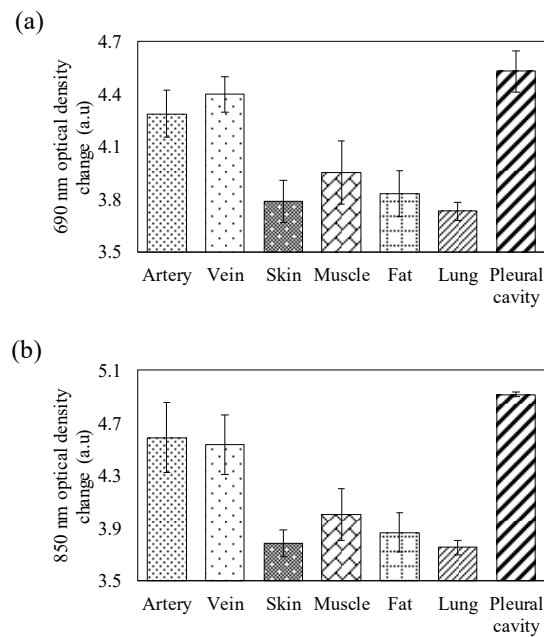 (a)
690 nm optical density
change (a.u)
4.7
4.4
4.1
3.8
3.5
Artery Vein Skin Muscle Fat Lung Pleural
cavity
(b)
850 nm optical density
change (a.u)
5.1
4.7
4.3
3.9
3.5
Artery Vein Skin Muscle Fat Lung Pleural
cavity